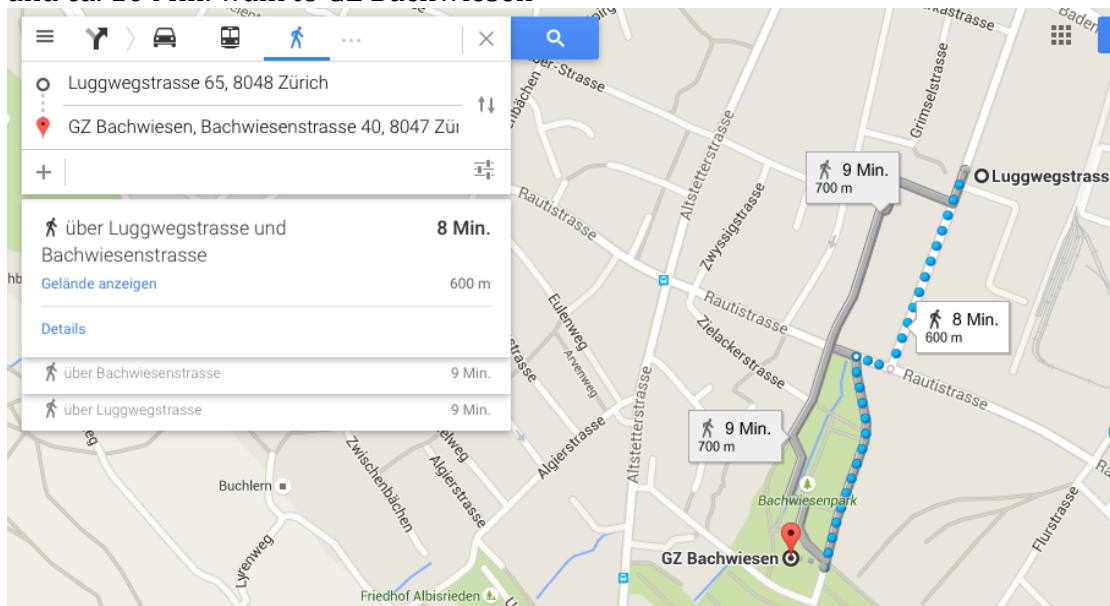 Luggwegstrasse 65, 8048 Zürich
GZ Bachwiesen, Bachwiesenstrasse 40, 8047 Zür
über Luggwegstrasse und
8 Min.
Bachwiesenstrasse
Gelände anzeigen
600 m
Details
über Bachwiesenstrasse
9 Min.
über Luggwegstrasse
9 Min.
Grimselstrasse
Altstetterstrasse
9 Min.
700 m
Luggwegstrass
Rautistrasse
Zwyssigstrasse
Rautistrasse
Eulenweg
Zielackerstrasse
8 Min.
600 m
Arvenweg
Rautistrasse
Altstetterstrasse
9 Min.
700 m
Algierstrasse
Zwischenbächen
Algierstrasse
Buchlern
Bachwiesenpark
Flurstrasse
Lyrenweg
GZ Bachwiesen
Friedhof Albisrieden